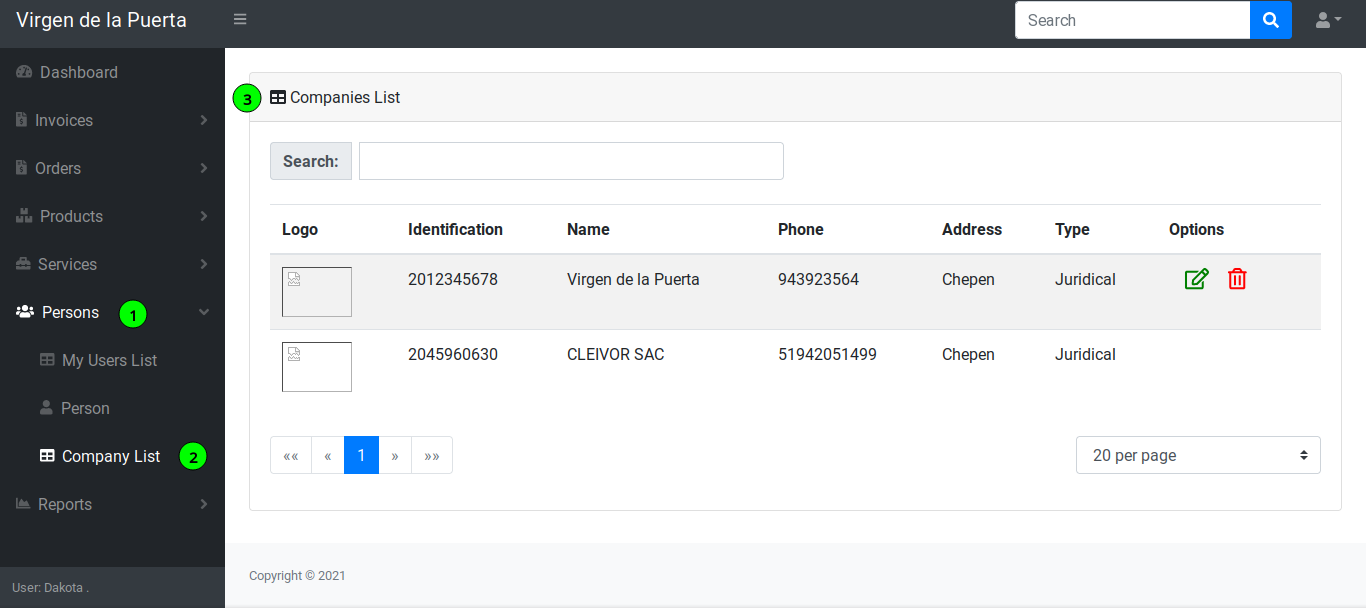 Virgen de la Puerta
Search
Dashboard
Invoices
Orders
Products
Services
Persons 1
My Users List
Person
Company List 2
Reports
User: Dakota .
3 Companies List
Search:
Logo Identification Name Phone Address Type Options
2012345678 Virgen de la Puerta 943923564 Chepen Juridical
2045960630 CLEIVOR SAC 51942051499 Chepen Juridical
«« « 1 » »» 20 per page
Copyright © 2021